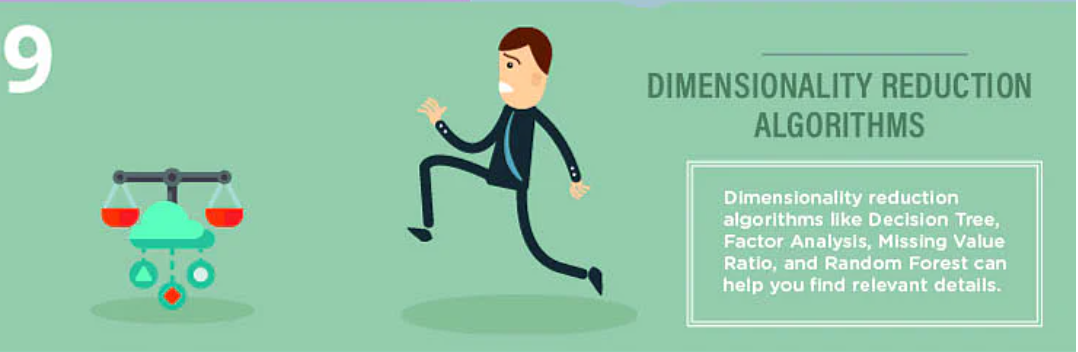 9
DIMENSIONALITY REDUCTION
ALGORITHMS
Dimensionality reduction
algorithms like Decision Tree,
Factor Analysis, Missing Value
Ratio, and Random Forest can
help you find relevant details.